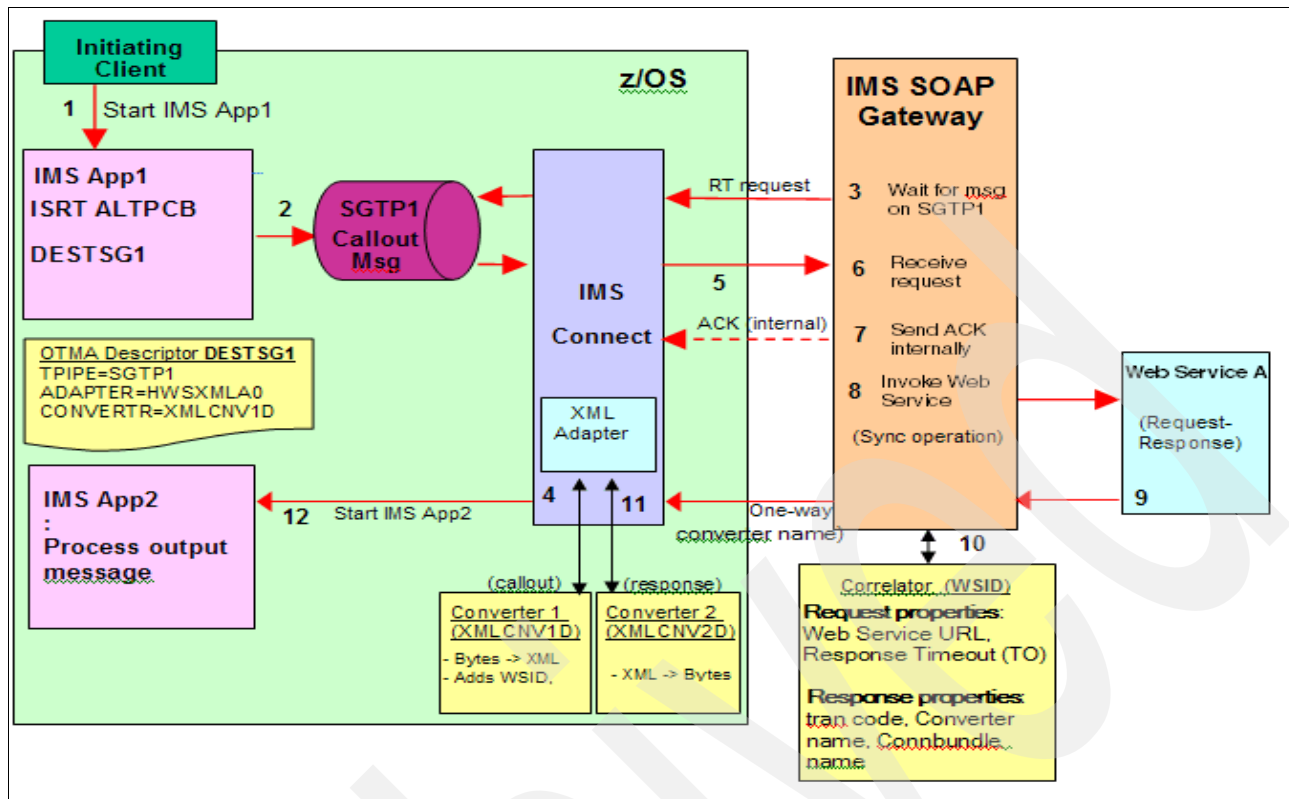 Initiating
Client
z/OS
1 Start IMS App1
IMS App1
ISRT ALTPCB
DESTSG1
2
SGTP1
Callout
Msg
OTMA Descriptor DESTSG1
TPIPE=SGTP1
ADAPTER=HWSXMLA0
CONVERTR=XMLCNV1D
IMS App2
:
Process output
message
12 Start IMS App2
IMS
Connect
XML
Adapter
4
11
RT request
5
ACK (internal)
One-way
converter name)
IMS SOAP
Gateway
3 Wait for msg
on SGTP1
6 Receive
request
7 Send ACK
internally
8 Invoke Web
Service
(Sync operation)
Web Service A
(Request-
Response)
9
10
(callout)
Converter 1
(XMLCNV1D)
- Bytes -> XML
- Adds WSID,
(response)
Converter 2
(XMLCNV2D)
- XML -> Bytes
Correlator (WSID)
Request properties:
Web Service URL,
Response Timeout (TO)
Response properties:
tran code, Converter
name, Connbundle
name